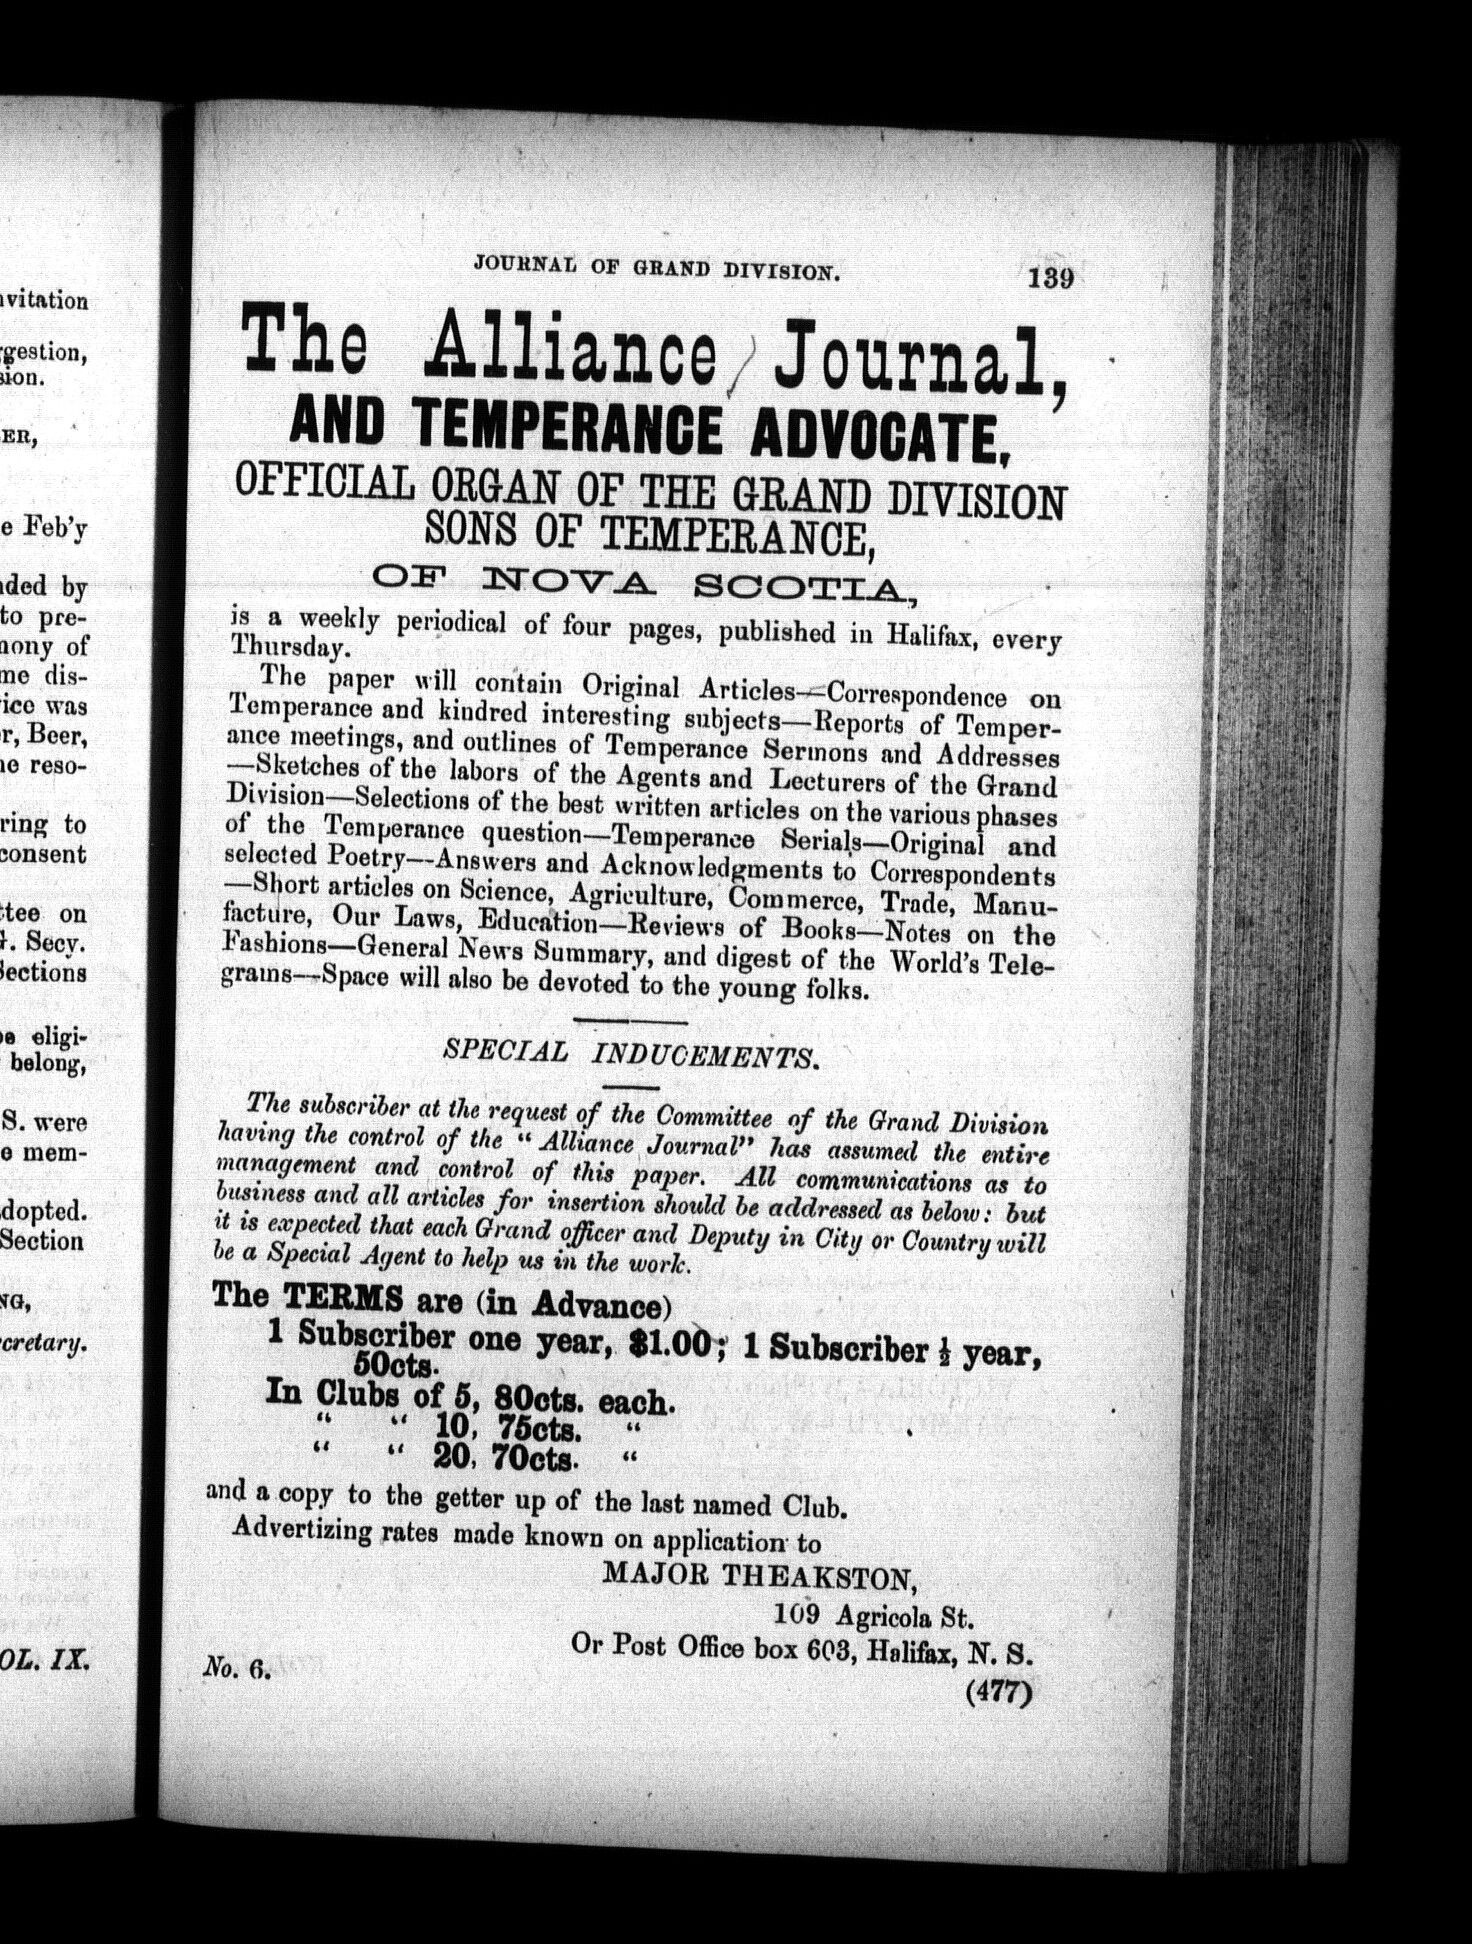 JOURNAL OF GRAND DIVISION. 139
The Alliance Journal,
AND TEMPERANCE ADVOCATE,
OFFICIAL ORGAN OF THE GRAND DIVISION
SONS OF TEMPERANCE,
OF NOVA SCOTIA,
is a weekly periodical of four pages, published in Halifax, every
Thursday.
The paper will contain Original Articles—Correspondence on
Temperance and kindred interesting subjects—Reports of Temper-
ance meetings, and outlines of Temperance Sermons and Addresses
—Sketches of the labors of the Agents and Lecturers of the Grand
Division—Selections of the best written articles on the various phases
of the Temperance question—Temperance Serials—Original and
selected Poetry—Answers and Acknowledgments to Correspondents
—Short articles on Science, Agriculture, Commerce, Trade, Manu-
facture, Our Laws, Education—Reviews of Books—Notes on the
Fashions—General News Summary, and digest of the World's Tele-
grams—Space will also be devoted to the young folks.
SPECIAL INDUCEMENTS.
The subscriber at the request of the Committee of the Grand Division
having the control of the "Alliance Journal" has assumed the entire
management and control of this paper. All communications as to
business and all articles for insertion should be addressed as below: but
it is expected that each Grand officer and Deputy in City or Country will
be a Special Agent to help us in the work.
The TERMS are (in Advance)
1 Subscriber one year, $1.00; 1 Subscriber ½ year,
50cts.
In Clubs of 5, 80cts. each.
" " 10, 75cts. "
" " 20, 70cts. "
and a copy to the getter up of the last named Club.
Advertizing rates made known on application to
MAJOR THEAKSTON,
109 Agricola St.
Or Post Office box 603, Halifax, N. S.
No. 6.
(477)